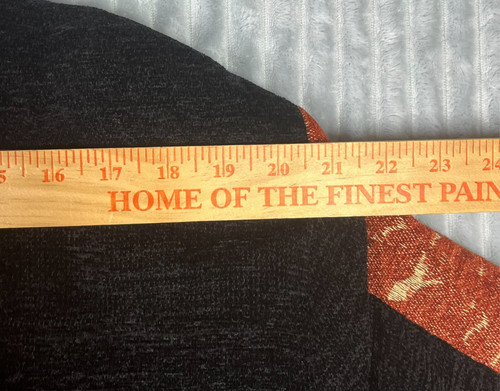 5 16 17 18 19 20 21 22 23 24
HOME OF THE FINEST PAIN